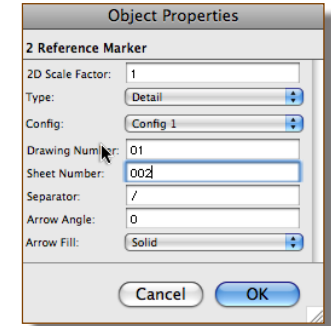 Object Properties
2 Reference Marker
2D Scale Factor: 1
Type: Detail
Config: Config 1
Drawing Number: 01
Sheet Number: 002
Separator: /
Arrow Angle: 0
Arrow Fill: Solid
Cancel OK